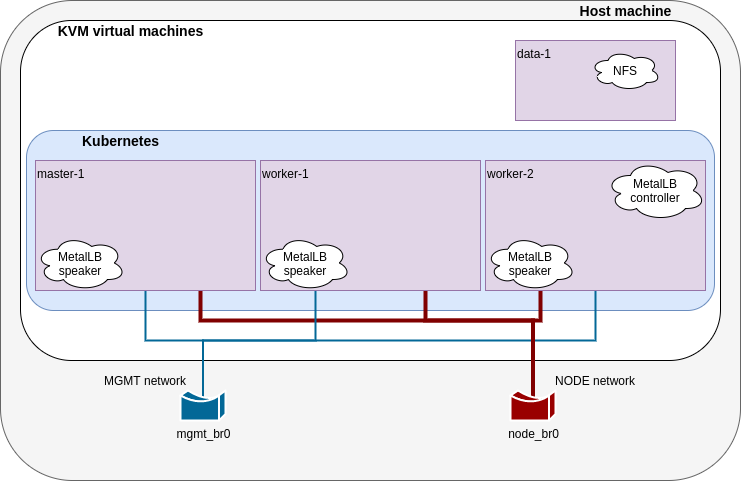 Host machine
KVM virtual machines
data-1
NFS
Kubernetes
master-1
worker-1
worker-2
MetalLB
controller
MetalLB
speaker
MetalLB
speaker
MetalLB
speaker
MGMT network
NODE network
mgmt_br0
node_br0